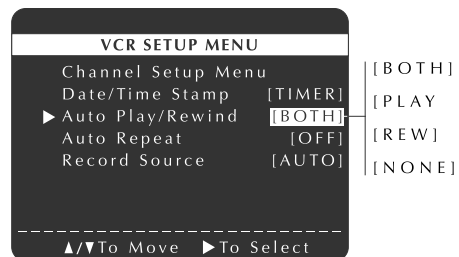 VCR SETUP MENU
Channel Setup Menu
Date/Time Stamp [TIMER]
▶ Auto Play/Rewind [BOTH]
Auto Repeat [OFF]
Record Source [AUTO]
▲/▼To Move ▶To Select
[BOTH]
[PLAY
[REW]
[NONE]